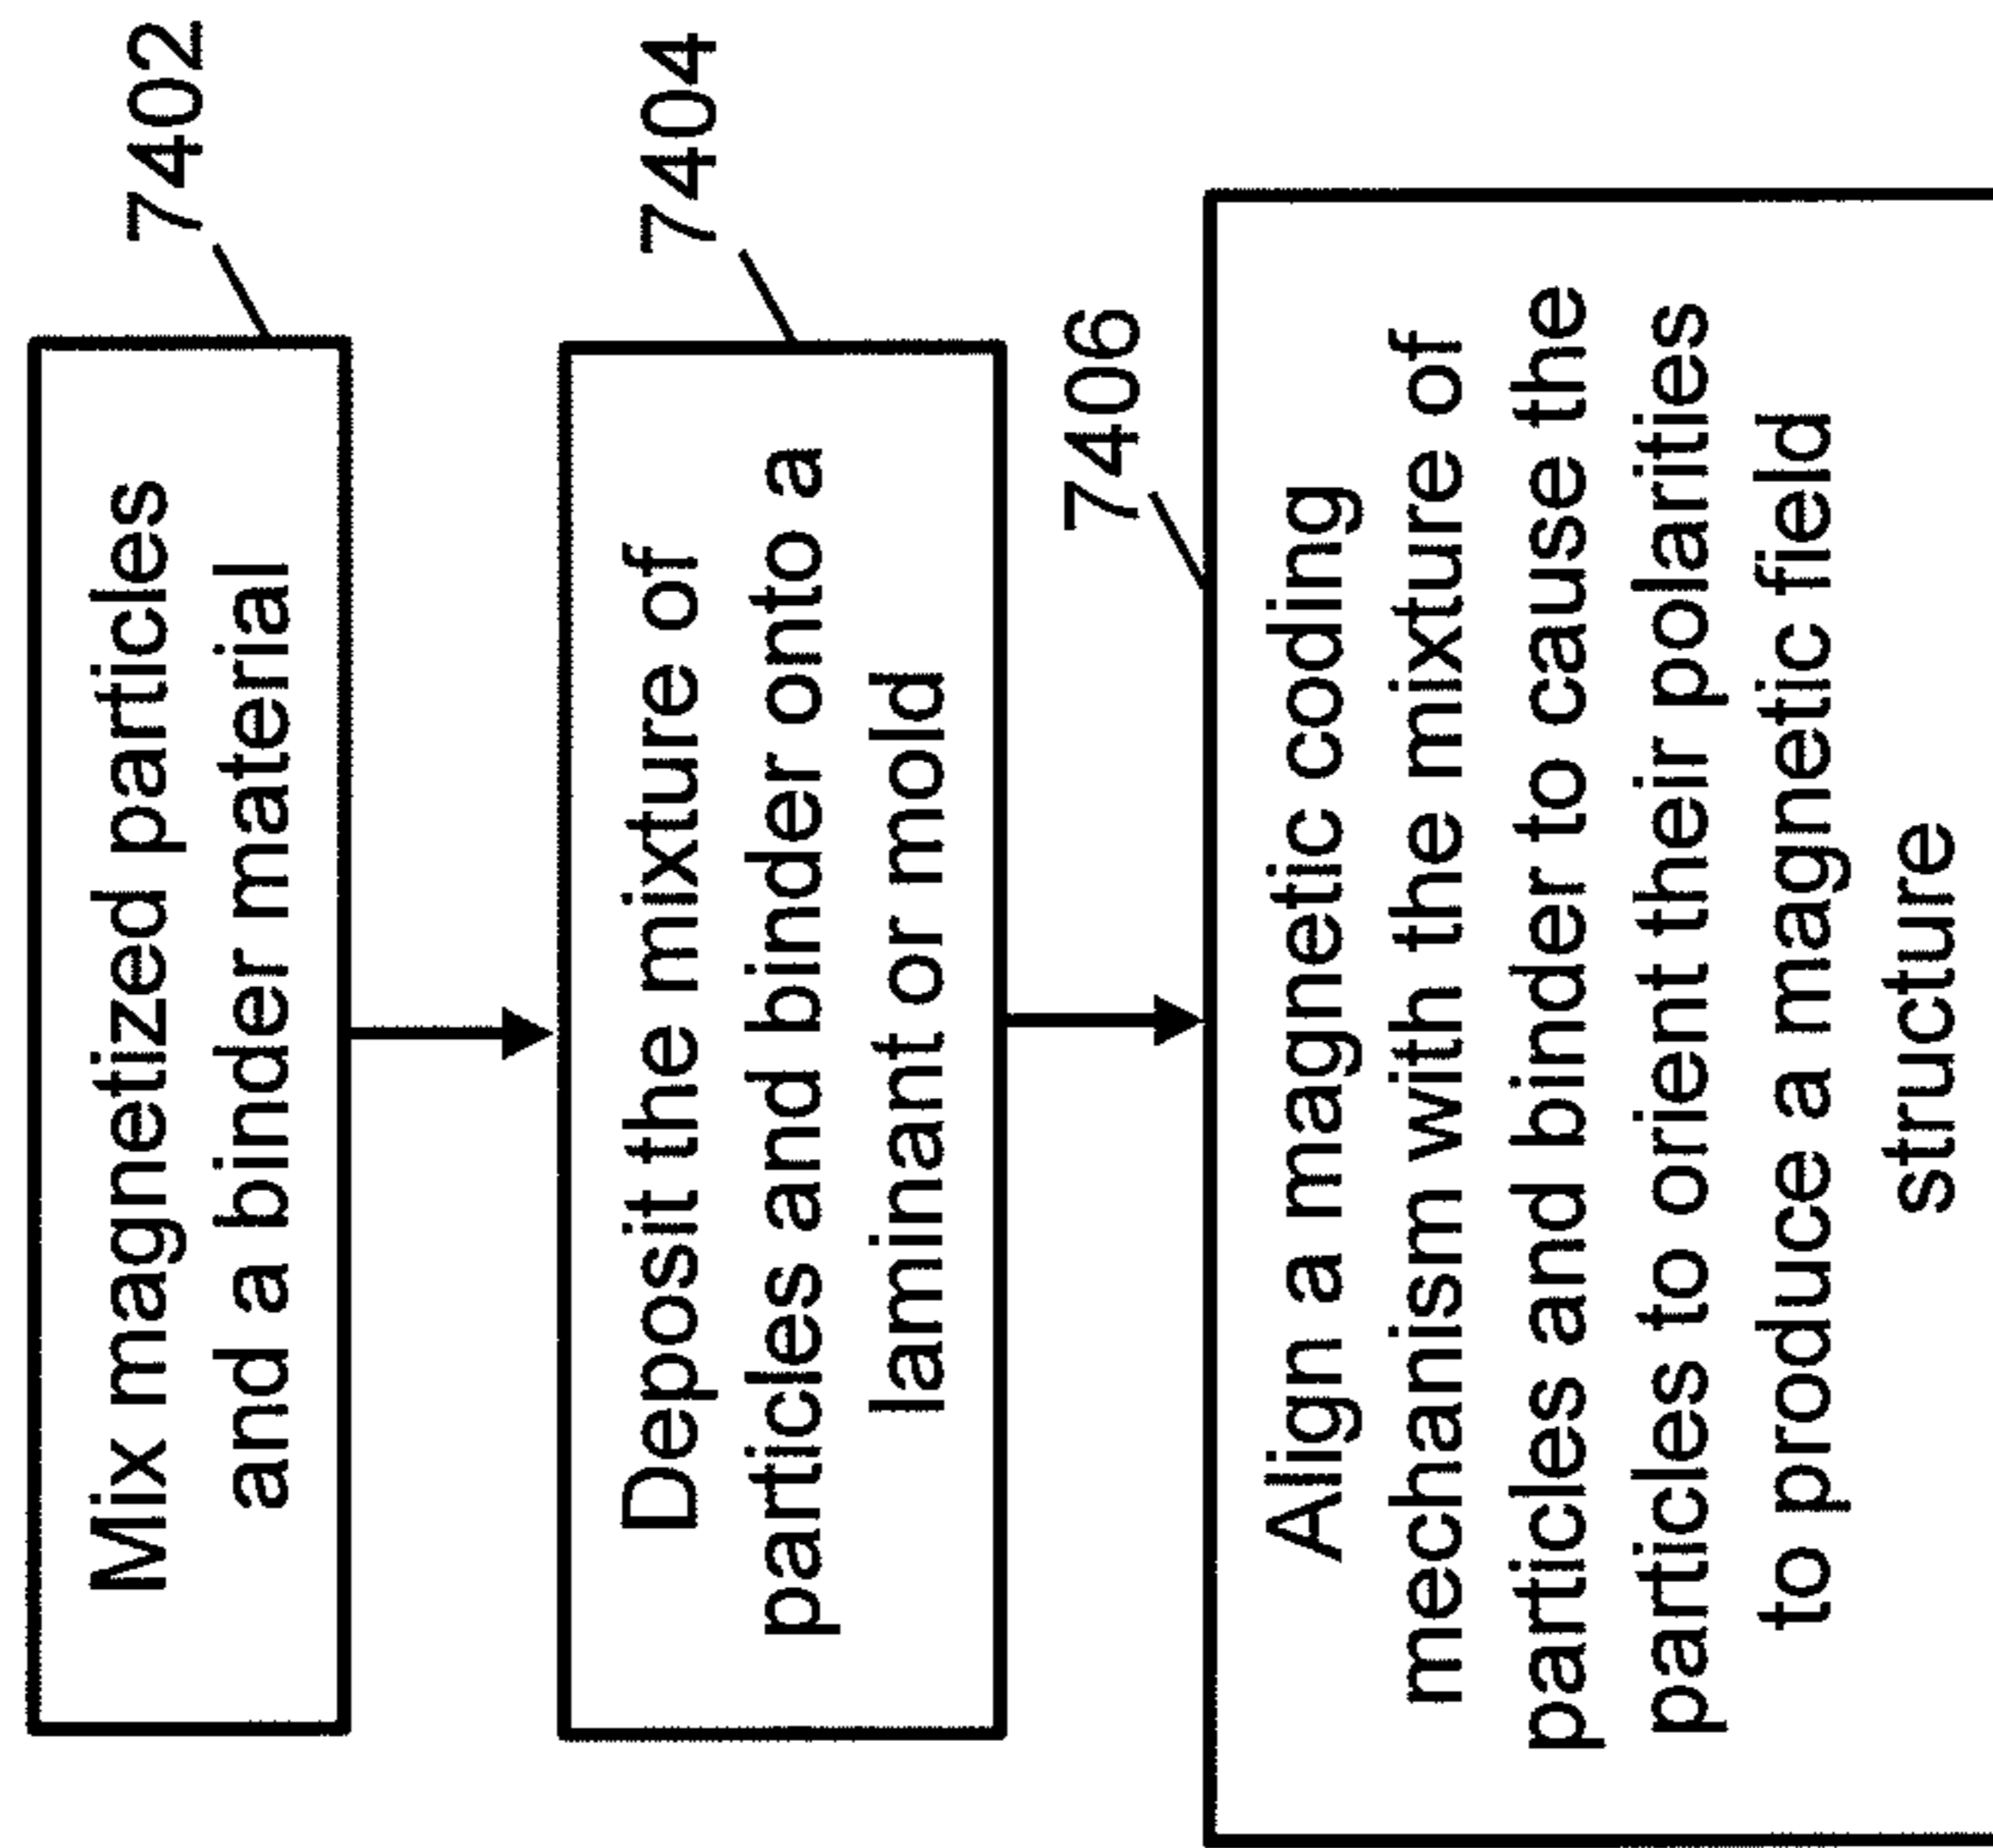 Mix magnetized particles
and a binder material
7402
Deposit the mixture of
particles and binder onto a
laminant or mold
7404
Align a magnetic coding
mechanism with the mixture of
particles and binder to cause the
particles to orient their polarities
to produce a magnetic field
structure
7406